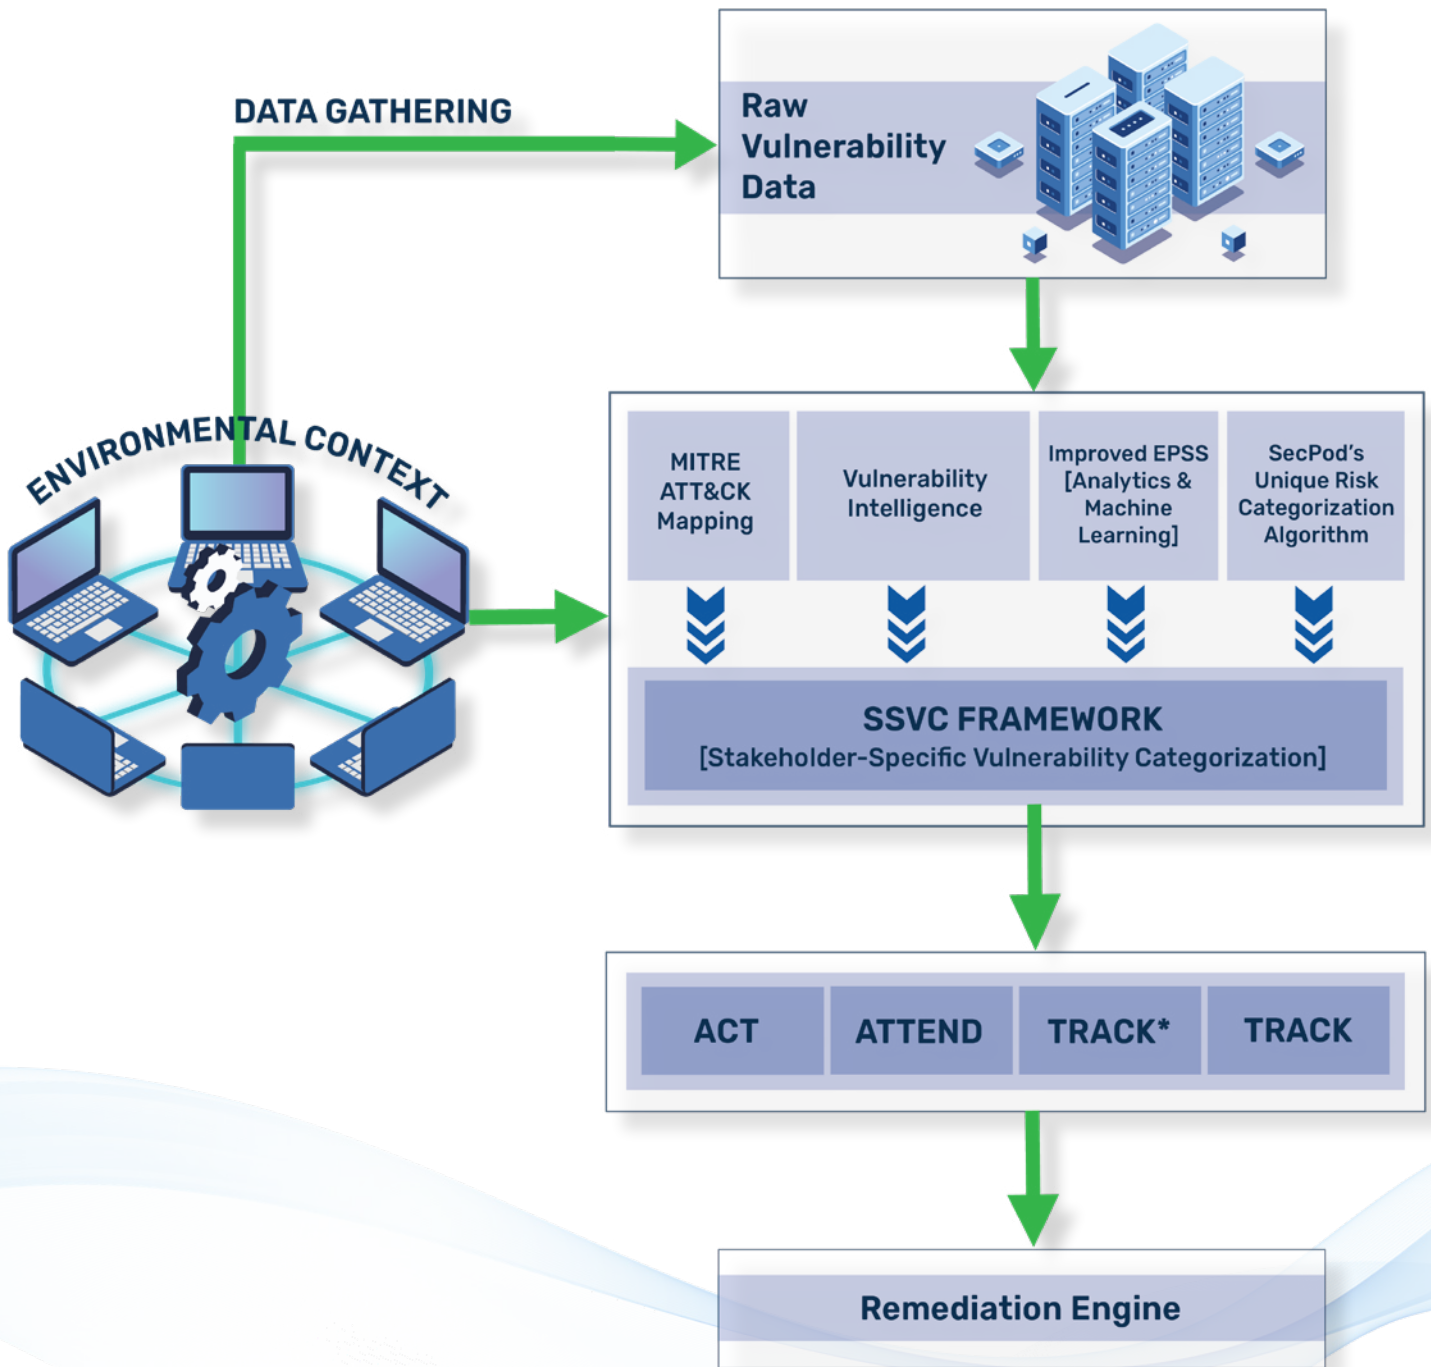 DATA GATHERING
Raw
Vulnerability
Data
ENVIRONMENTAL CONTEXT
MITRE
ATT&CK
Mapping
Vulnerability
Intelligence
Improved EPSS
[Analytics &
Machine
Learning]
SecPod's
Unique Risk
Categorization
Algorithm
SSVC FRAMEWORK
[Stakeholder-Specific Vulnerability Categorization]
ACT
ATTEND
TRACK*
TRACK
Remediation Engine